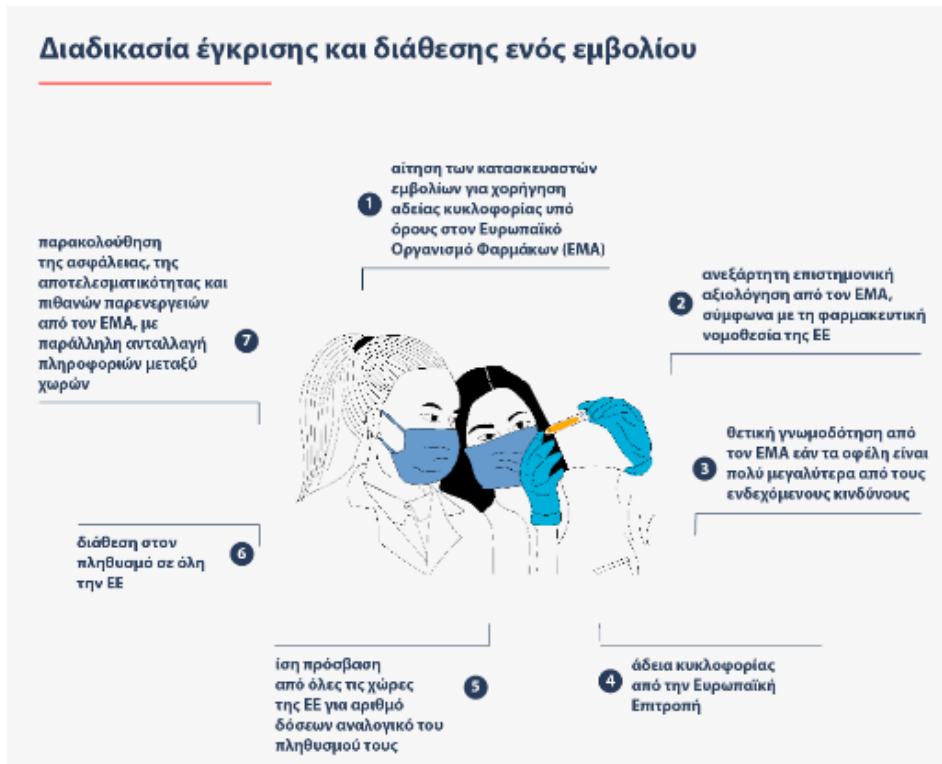 Διαδικασία έγκρισης και διάθεσης ενός εμβολίου
1
αίτηση των κατασκευαστών
εμβολίων για χορήγηση
αδείας κυκλοφορίας υπό
όρους στον Ευρωπαϊκό
Οργανισμό Φαρμάκων (ΕΜΑ)
2
ανεξάρτητη επιστημονική
αξιολόγηση από τον ΕΜΑ,
σύμφωνα με τη φαρμακευτική
νομοθεσία της ΕΕ
3
θετική γνωμοδότηση από
τον ΕΜΑ εάν τα οφέλη είναι
πολύ μεγαλύτερα από τους
ενδεχόμενους κινδύνους
4
άδεια κυκλοφορίας
από την Ευρωπαϊκή
Επιτροπή
5
ίση πρόσβαση
από όλες τις χώρες
της ΕΕ για αριθμό
δόσεων αναλογικό του
πληθυσμού τους
6
διάθεση στον
πληθυσμό σε όλη
την ΕΕ
7
παρακολούθηση
της ασφάλειας, της
αποτελεσματικότητας και
πιθανών παρενεργειών
από τον ΕΜΑ, με
παράλληλη ανταλλαγή
πληροφοριών μεταξύ
χωρών